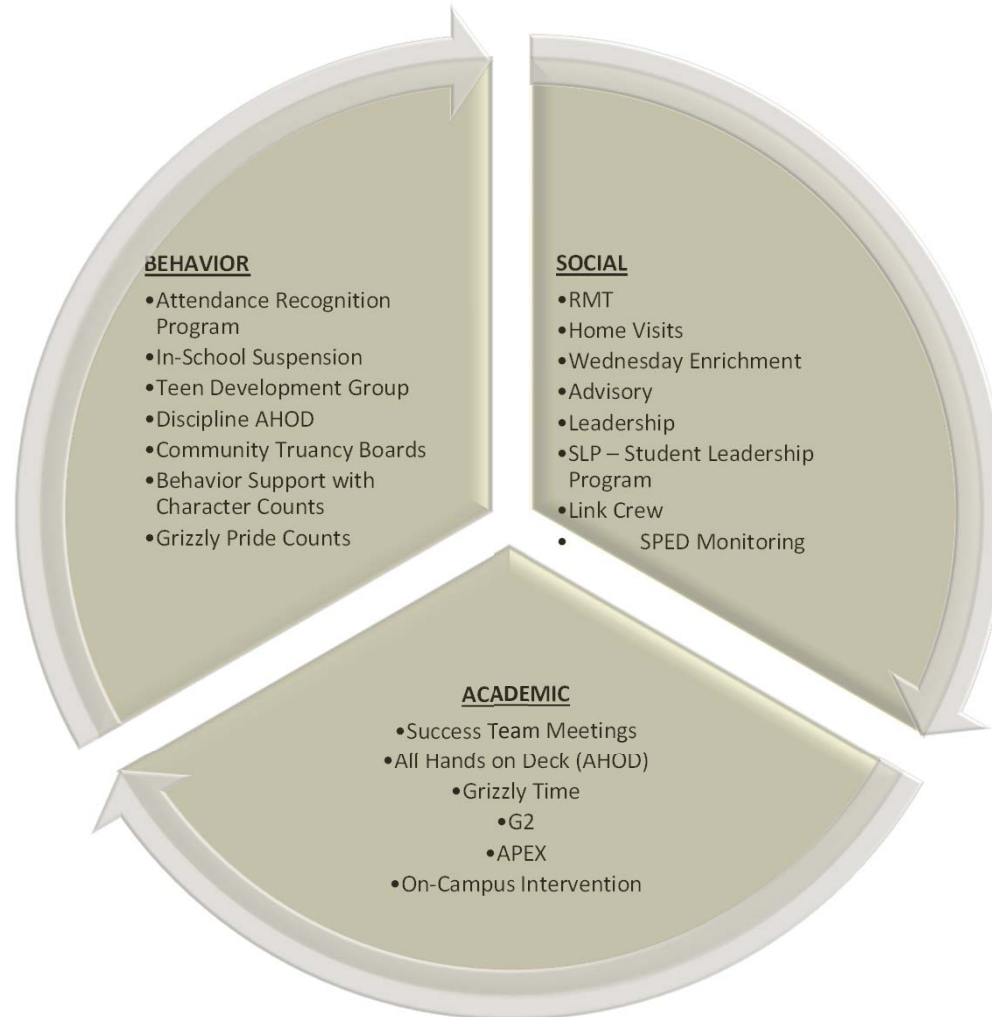 BEHAVIOR
•Attendance Recognition
Program
•In-School Suspension
•Teen Development Group
•Discipline AHOD
•Community Truancy Boards
•Behavior Support with
Character Counts
•Grizzly Pride Counts
SOCIAL
•RMT
•Home Visits
•Wednesday Enrichment
•Advisory
•Leadership
•SLP – Student Leadership
Program
•Link Crew
• SPED Monitoring
ACADEMIC
•Success Team Meetings
•All Hands on Deck (AHOD)
•Grizzly Time
•G2
•APEX
•On-Campus Intervention